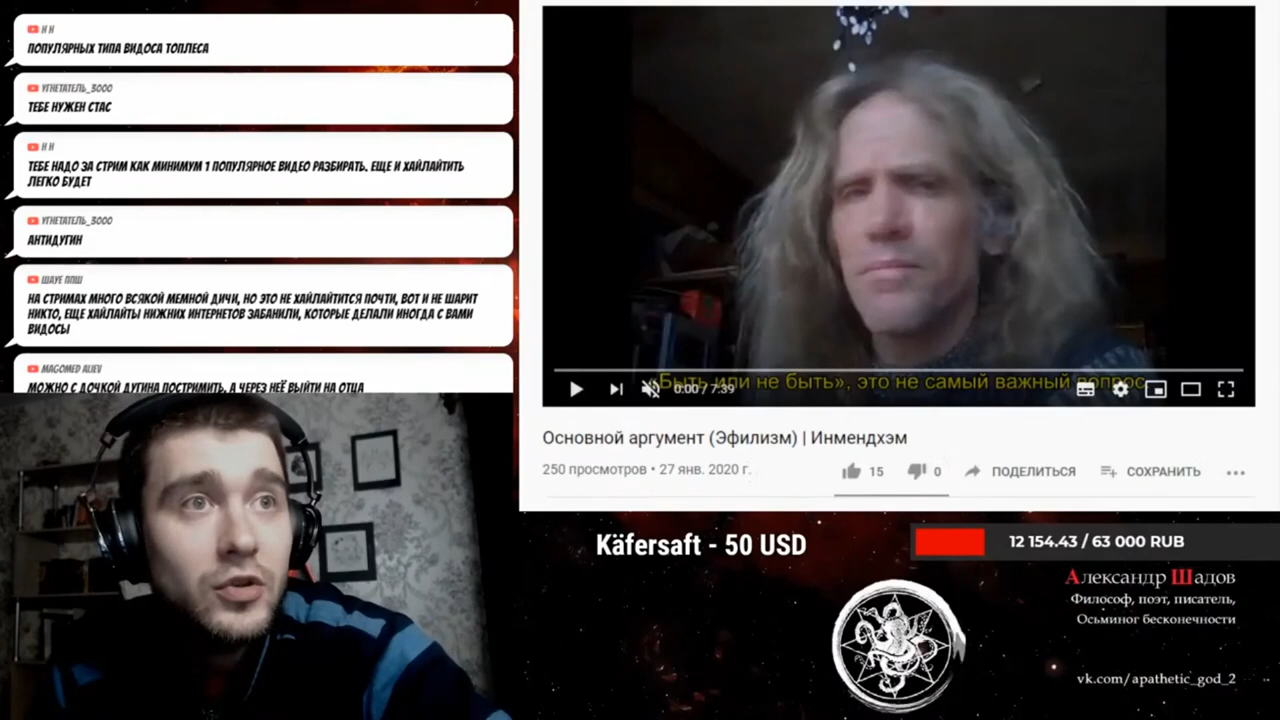 Н Н
ПОПУЛЯРНЫХ ТИПА ВИДОСА ТОПЛЕСА
УГНЕТАТЕЛЬ_3000
ТЕБЕ НУЖЕН СТАС
Н Н
ТЕБЕ НАДО ЗА СТРИМ КАК МИНИМУМ 1 ПОПУЛЯРНОЕ ВИДЕО РАЗБИРАТЬ. ЕЩЕ И ХАЙЛАЙТИТЬ
ЛЕГКО БУДЕТ
УГНЕТАТЕЛЬ_3000
АНТИДУГИН
ШАУЕ ППШ
НА СТРИМАХ МНОГО ВСЯКОЙ МЕМНОЙ ДИЧИ, НО ЭТО НЕ ХАЙЛАЙТИТСЯ ПОЧТИ, ВОТ И НЕ ШАРИТ
НИКТО, ЕЩЕ ХАЙЛАЙТЫ НИЖНИХ ИНТЕРНЕТОВ ЗАБАНИЛИ, КОТОРЫЕ ДЕЛАЛИ ИНОГДА С ВАМИ
ВИДОСЫ
MAGOMED ALIEV
МОЖНО С ДОЧКОЙ ДУГИНА ПОСТРИМИТЬ, А ЧЕРЕЗ НЕЁ ВЫЙТИ НА ОТЦА
«Быть или не быть», это не самый важный вопрос
0:00 / 7:39
Основной аргумент (Эфилизм) | Инмендхэм
250 просмотров • 27 янв. 2020 г.
15
0
ПОДЕЛИТЬСЯ
СОХРАНИТЬ
Käfersaft - 50 USD
12 154.43 / 63 000 RUB
Александр Шадов
Философ, поэт, писатель,
Осьминог бесконечности
vk.com/apathetic_god_2